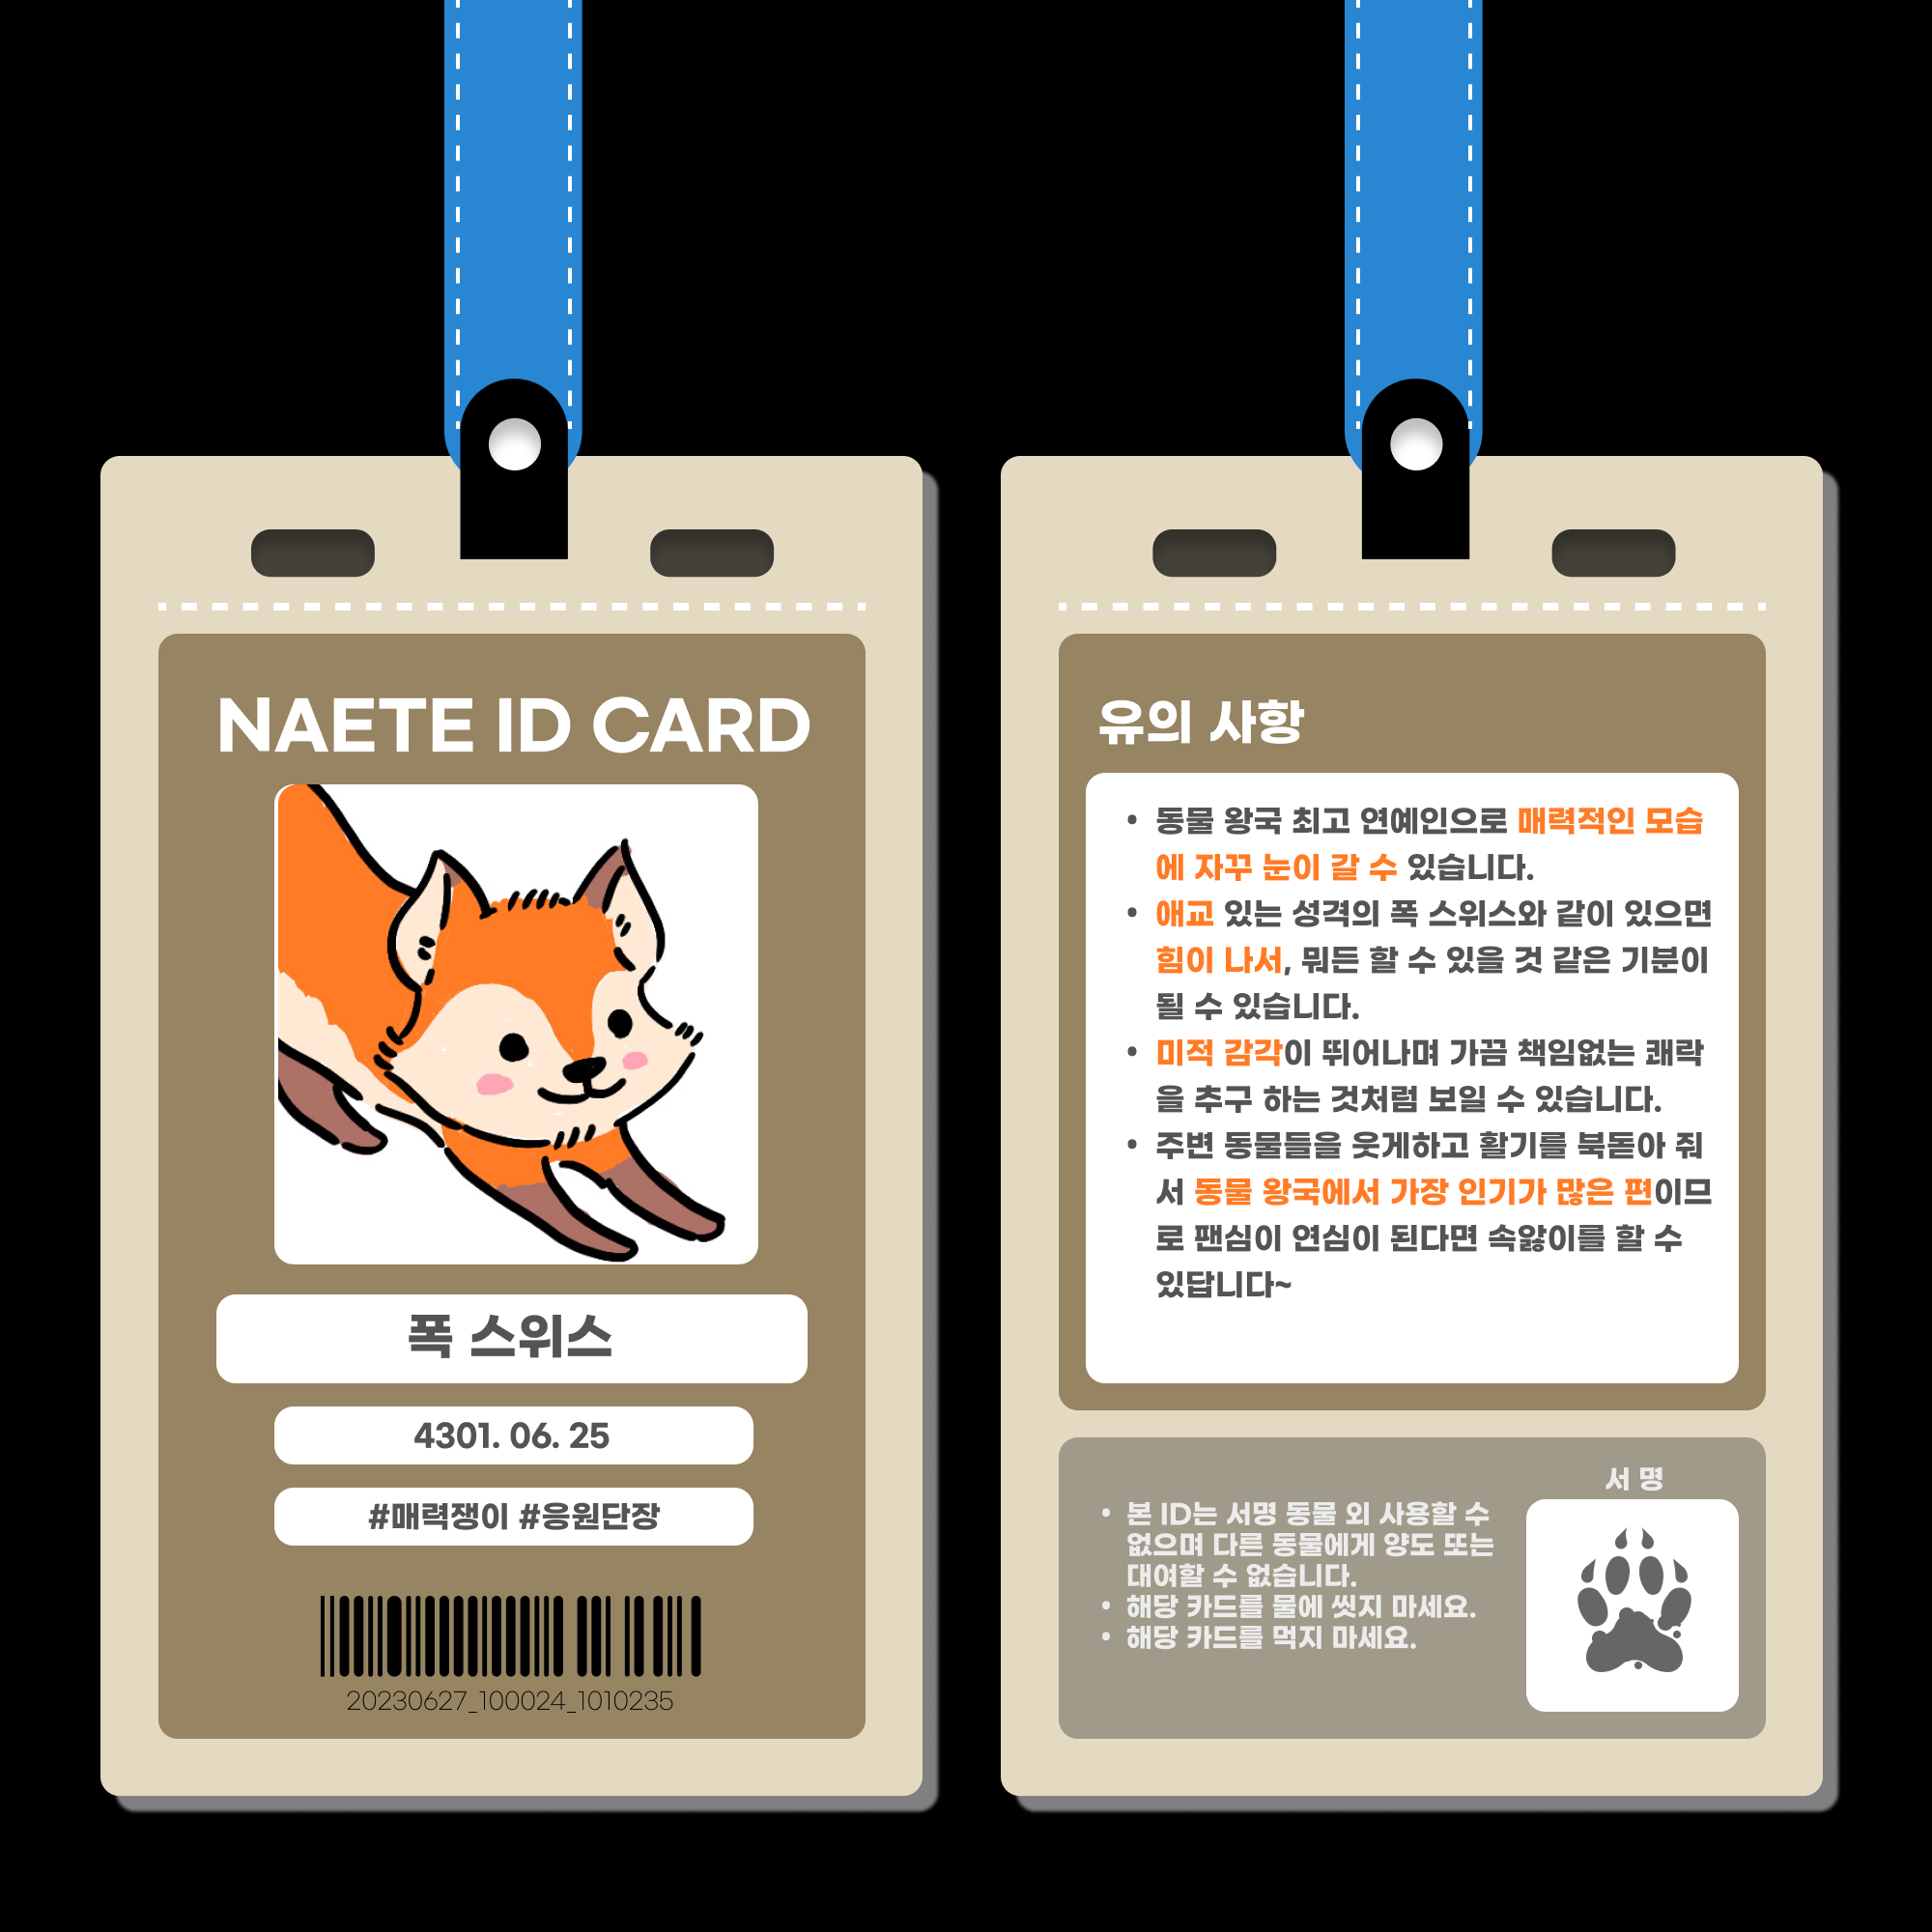 NAETE ID CARD
폭 스위스
4301. 06. 25
#매력쟁이 #응원단장
20230627_100024_1010235
유의 사항
• 동물 왕국 최고 연예인으로 매력적인 모습
에 자꾸 눈이 갈 수 있습니다.
• 애교 있는 성격의 폭 스위스와 같이 있으면
힘이 나서, 뭐든 할 수 있을 것 같은 기분이
될 수 있습니다.
• 미적 감각이 뛰어나며 가끔 책임없는 쾌락
을 추구 하는 것처럼 보일 수 있습니다.
• 주변 동물들을 웃게하고 활기를 북돋아 줘
서 동물 왕국에서 가장 인기가 많은 편이므
로 팬심이 연심이 된다면 속앓이를 할 수
있답니다~
서 명
• 본 ID는 서명 동물 외 사용할 수
없으며 다른 동물에게 양도 또는
대여할 수 없습니다.
• 해당 카드를 물에 씻지 마세요.
• 해당 카드를 먹지 마세요.